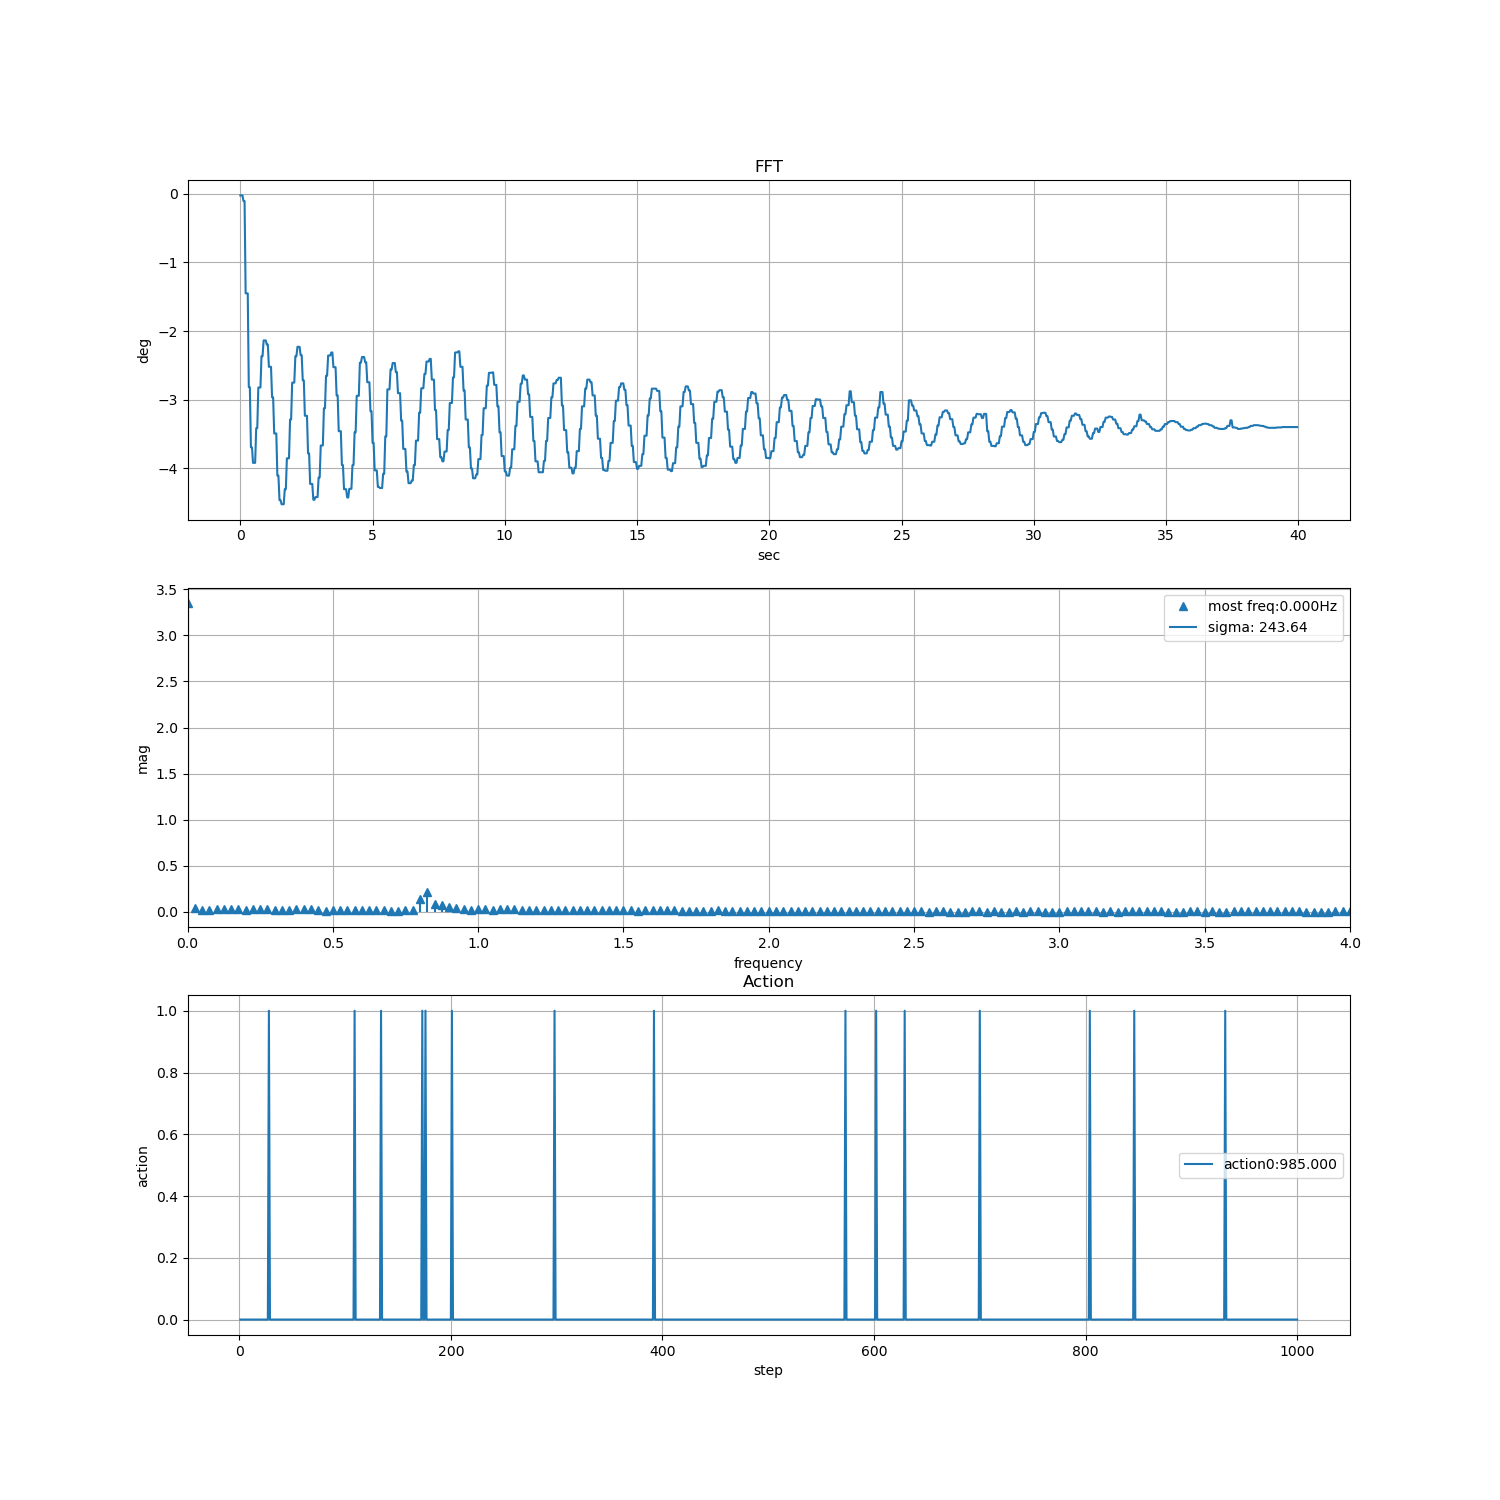 FFT
0
−1
−2
−3
−4
deg
0 5 10 15 20 25 30 35 40
sec
3.5
3.0
2.5
2.0
1.5
1.0
0.5
0.0
mag
most freq:0.000Hz
sigma: 243.64
0.0 0.5 1.0 1.5 2.0 2.5 3.0 3.5 4.0
frequency
Action
1.0
0.8
0.6
0.4
0.2
0.0
action
action0:985.000
0 200 400 600 800 1000
step